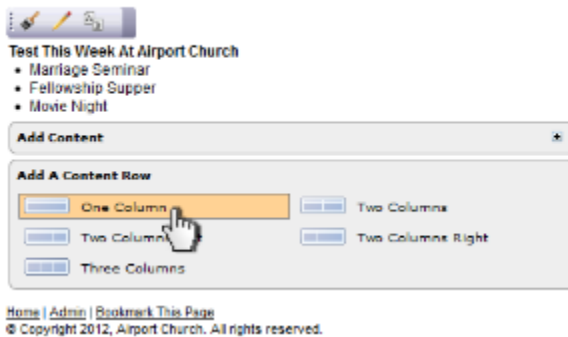 Test This Week At Airport Church
• Marriage Seminar
• Fellowship Supper
• Movie Night
Add Content
Add A Content Row
One Column
Two Columns
Two Column
Two Columns Right
Three Columns
Home | Admin | Bookmark This Page
© Copyright 2012, Airport Church. All rights reserved.